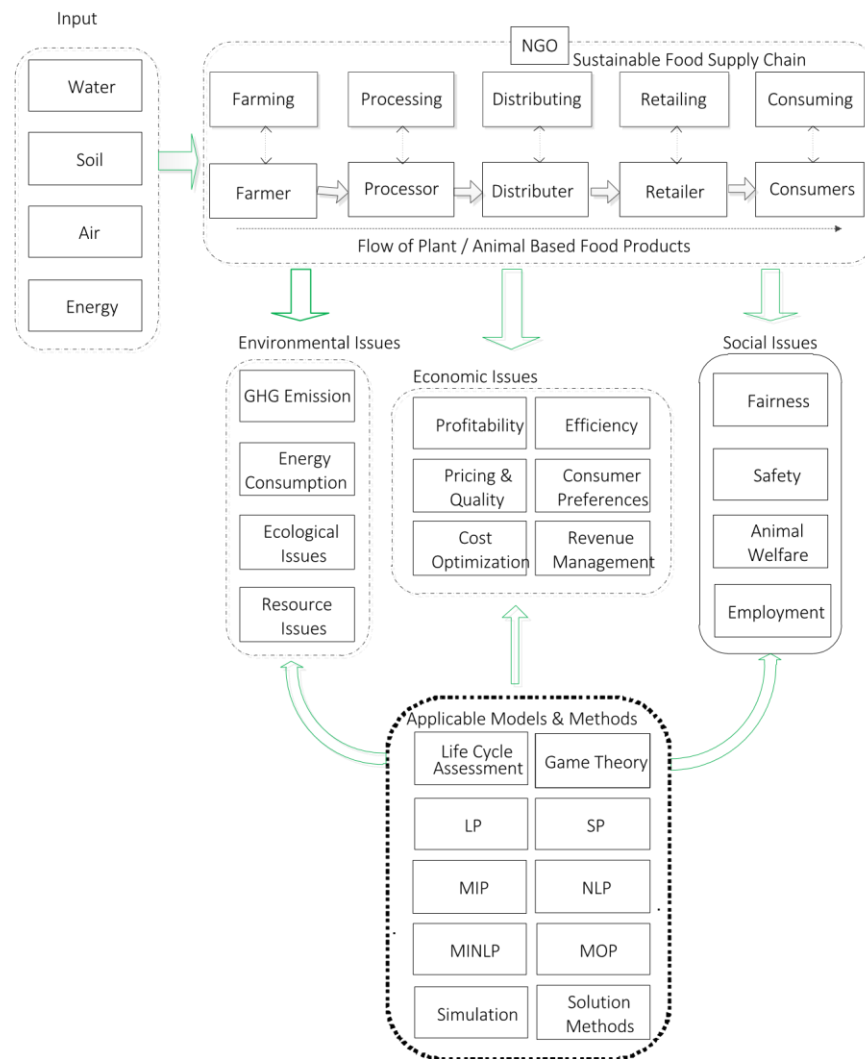 Input
Water
Soil
Air
Energy
NGO
Sustainable Food Supply Chain
Farming
Processing
Distributing
Retailing
Consuming
Farmer
Processor
Distributer
Retailer
Consumers
Flow of Plant / Animal Based Food Products
Environmental Issues
GHG Emission
Energy
Consumption
Ecological
Issues
Resource
Issues
Economic Issues
Profitability
Efficiency
Pricing &
Quality
Consumer
Preferences
Cost
Optimization
Revenue
Management
Social Issues
Fairness
Safety
Animal
Welfare
Employment
Applicable Models & Methods
Life Cycle
Assessment
Game Theory
LP
SP
MIP
NLP
MINLP
MOP
Simulation
Solution
Methods